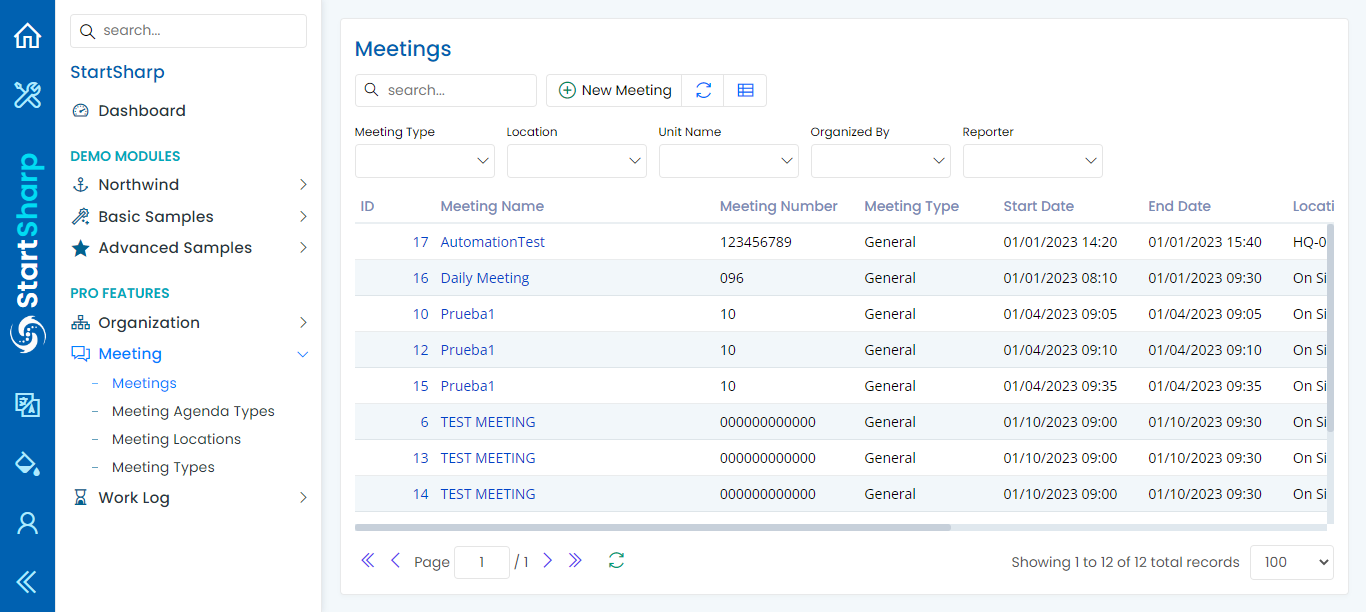 search...
StartSharp
Dashboard
DEMO MODULES
Northwind
Basic Samples
Advanced Samples
PRO FEATURES
Organization
Meeting
– Meetings
– Meeting Agenda Types
– Meeting Locations
– Meeting Types
Work Log
StartSharp
Meetings
search...
New Meeting
Meeting Type Location Unit Name Organized By Reporter
ID Meeting Name Meeting Number Meeting Type Start Date End Date Locati
17 AutomationTest 123456789 General 01/01/2023 14:20 01/01/2023 15:40 HQ-0
16 Daily Meeting 096 General 01/01/2023 08:10 01/01/2023 09:30 On Si
10 Prueba1 10 General 01/04/2023 09:05 01/04/2023 09:05 On Si
12 Prueba1 10 General 01/04/2023 09:10 01/04/2023 09:10 On Si
15 Prueba1 10 General 01/04/2023 09:35 01/04/2023 09:35 On Si
6 TEST MEETING 000000000000 General 01/10/2023 09:00 01/10/2023 09:30 On Si
13 TEST MEETING 000000000000 General 01/10/2023 09:00 01/10/2023 09:30 On Si
14 TEST MEETING 000000000000 General 01/10/2023 09:00 01/10/2023 09:30 On Si
Page 1 / 1 Showing 1 to 12 of 12 total records 100